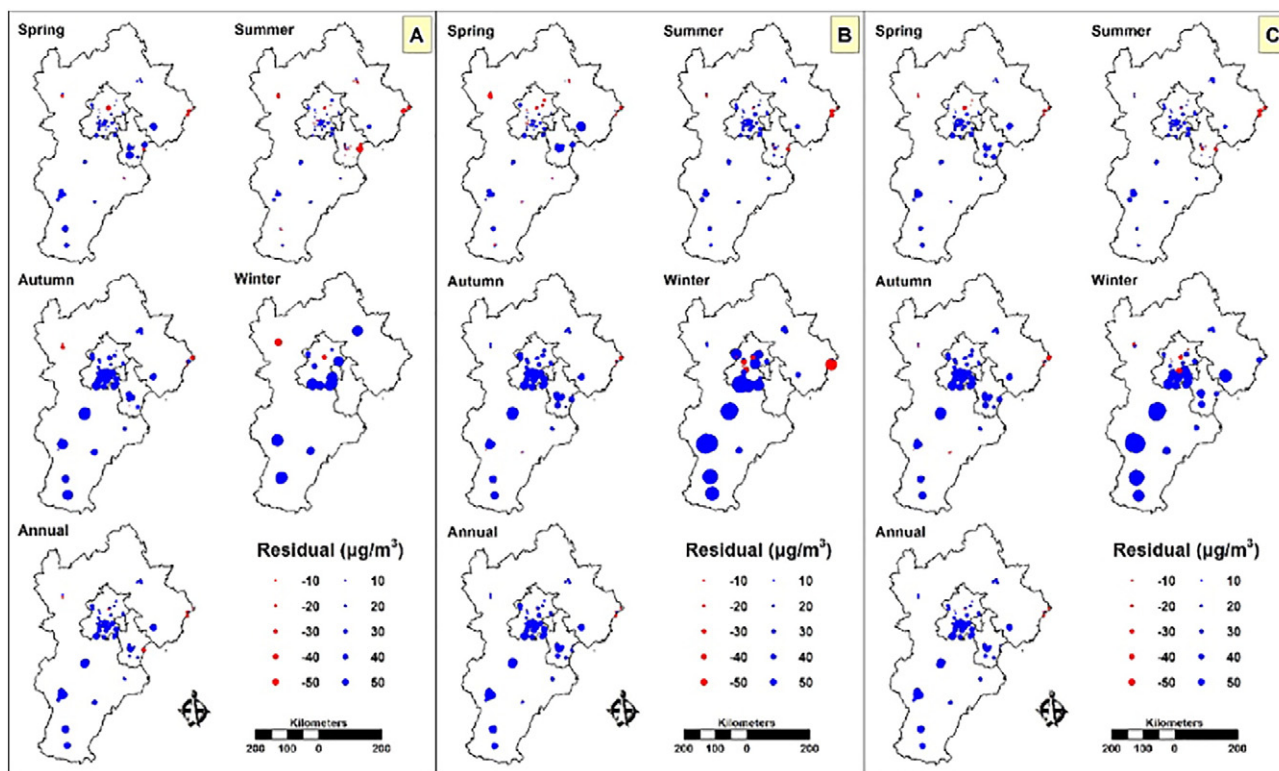 Spring Summer A
Autumn Winter
Annual
Residual (μg/m³)
-10 10
-20 20
-30 30
-40 40
-50 50
Kilometers
200 100 0 200
Spring Summer B
Autumn Winter
Annual
Residual (μg/m³)
-10 10
-20 20
-30 30
-40 40
-50 50
Kilometers
200 100 0 200
Spring Summer C
Autumn Winter
Annual
Residual (μg/m³)
-10 10
-20 20
-30 30
-40 40
-50 50
Kilometers
200 100 0 200